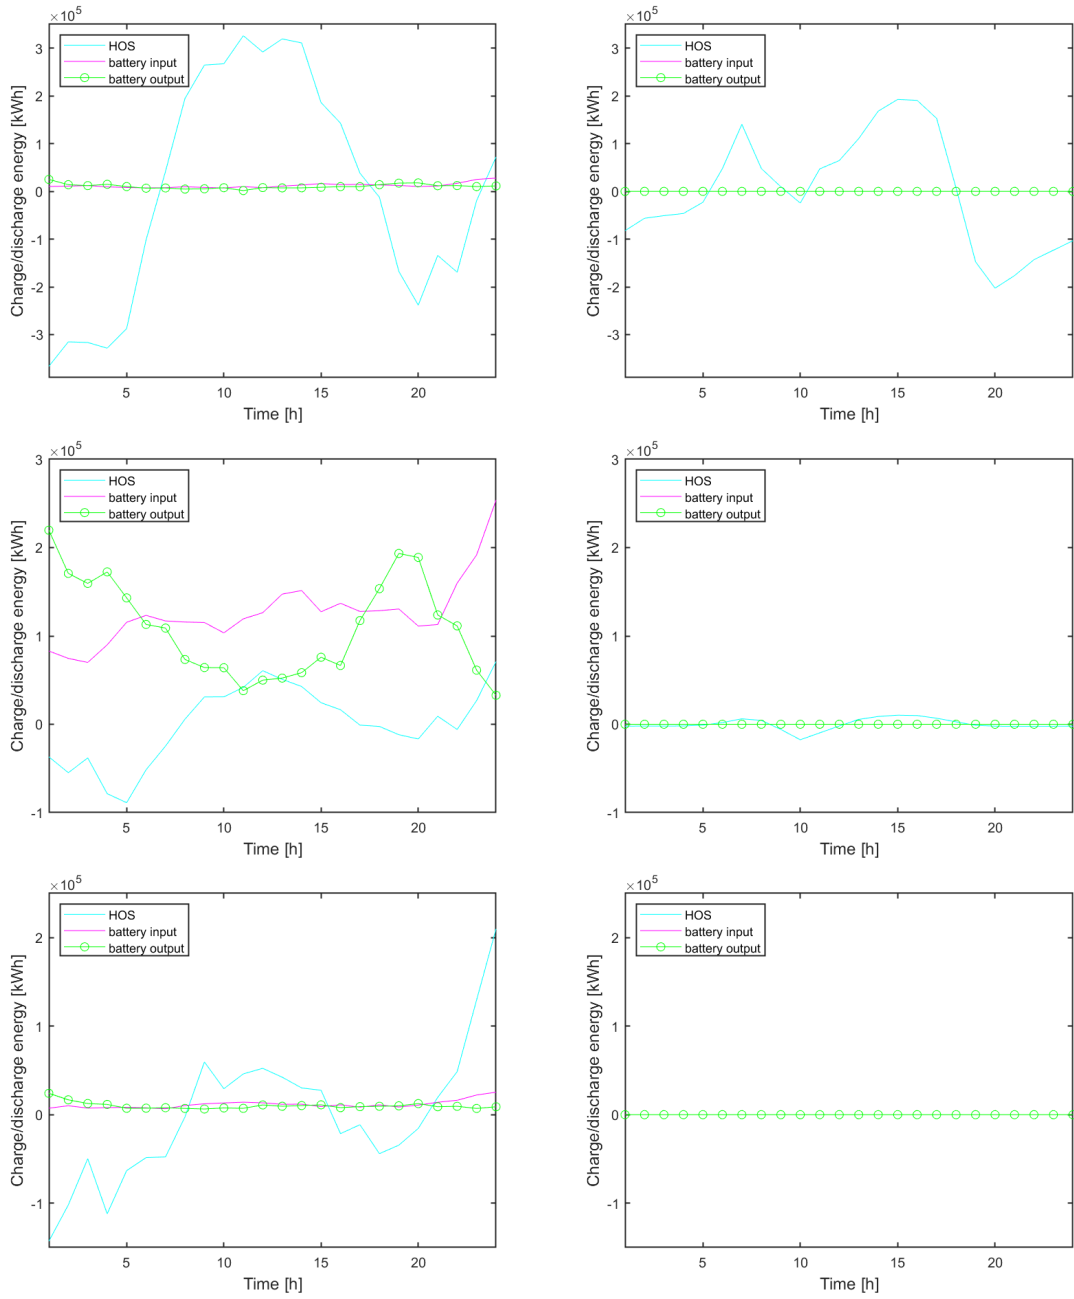 ×10^5
HOS
battery input
battery output
3
2
1
0
-1
-2
-3
Charge/discharge energy [kWh]
5 10 15 20
Time [h]
×10^5
HOS
battery input
battery output
3
2
1
0
-1
-2
-3
Charge/discharge energy [kWh]
5 10 15 20
Time [h]
×10^5
HOS
battery input
battery output
3
2
1
0
-1
Charge/discharge energy [kWh]
5 10 15 20
Time [h]
×10^5
HOS
battery input
battery output
3
2
1
0
-1
Charge/discharge energy [kWh]
5 10 15 20
Time [h]
×10^5
HOS
battery input
battery output
2
1
0
-1
Charge/discharge energy [kWh]
5 10 15 20
Time [h]
×10^5
HOS
battery input
battery output
2
1
0
-1
Charge/discharge energy [kWh]
5 10 15 20
Time [h]